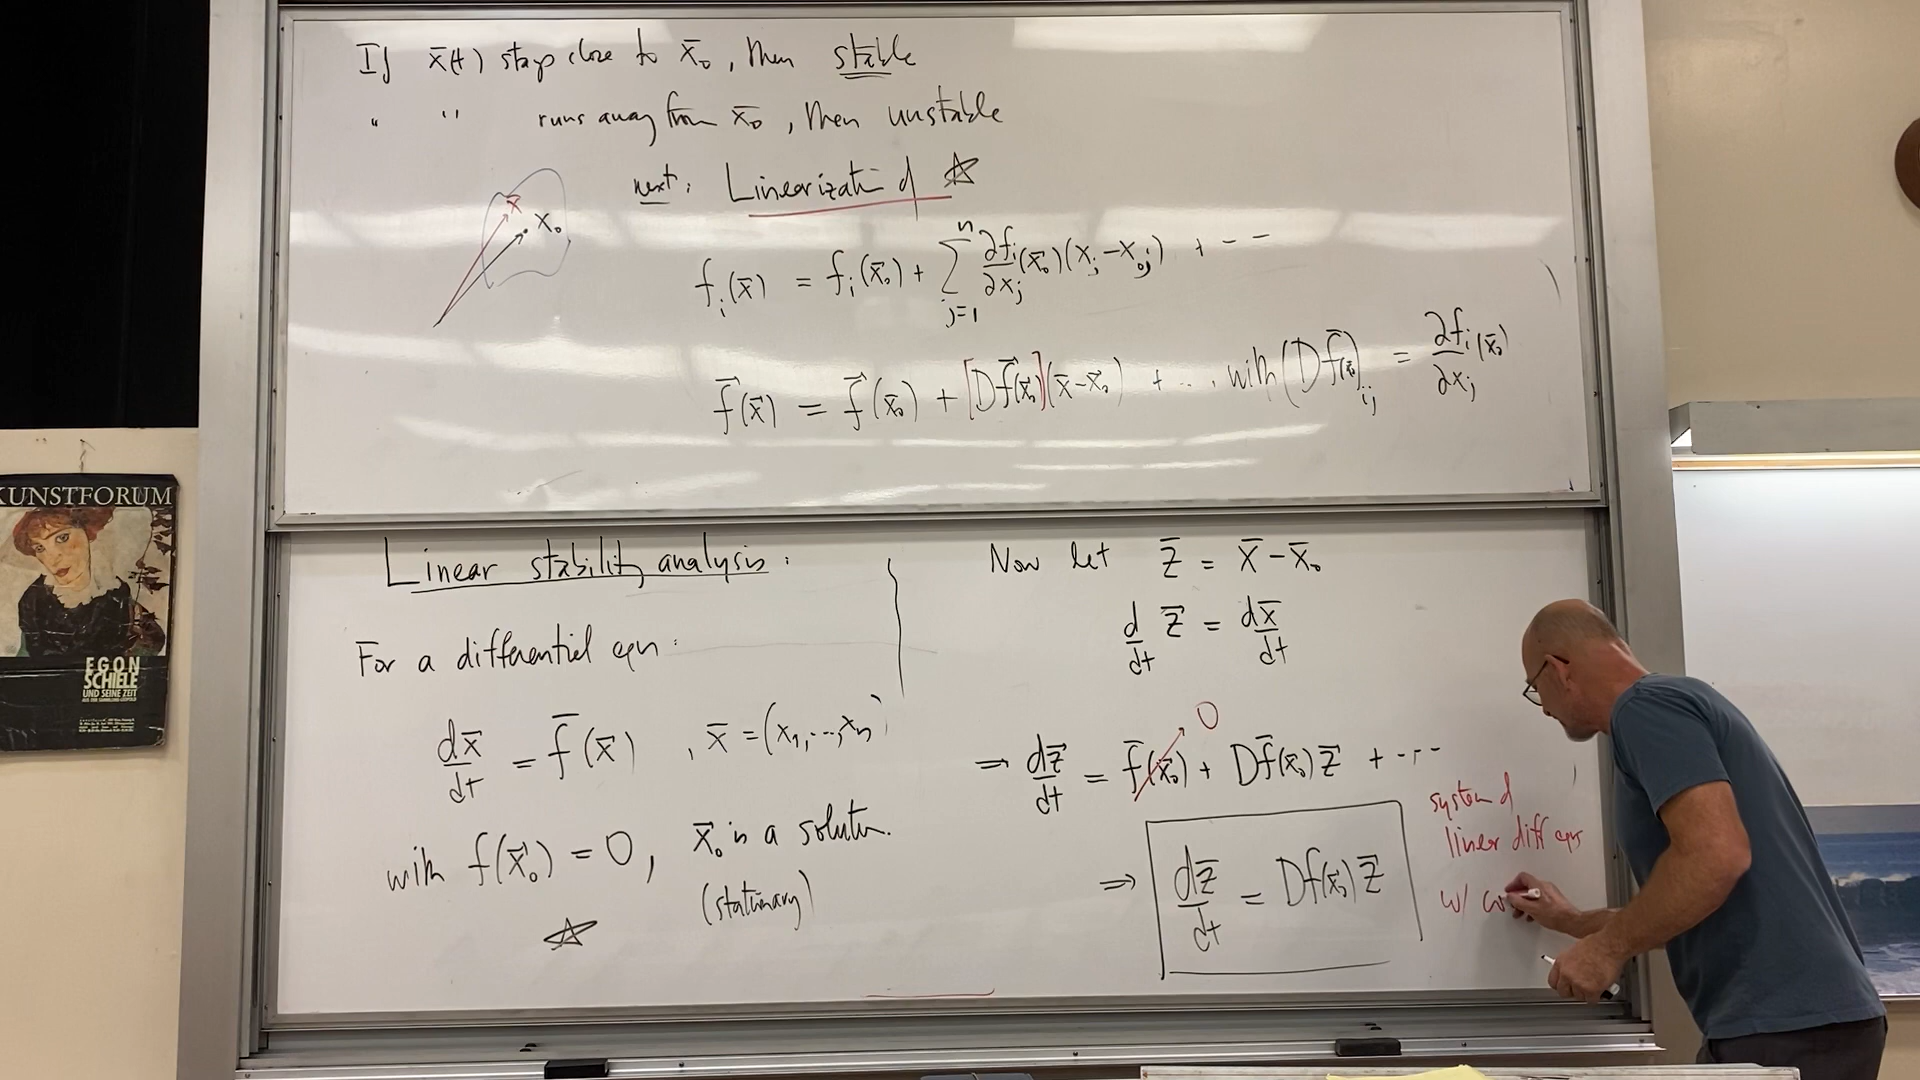 If x̄(t) stays close to x̄₀, then stable
" " runs away from x̄₀, then unstable
next: Linearization ☆
x̄
x₀
fᵢ(x̄) = fᵢ(x̄₀) + Σⱼ₌₁ⁿ ∂fᵢ/∂xⱼ (x̄₀)(xⱼ - x₀ⱼ) + --
f⃗(x̄) = f⃗(x̄₀) + [Df⃗(x̄₀)](x̄-x̄₀) + ... with (Df̄(x̄₀))ᵢⱼ = ∂fᵢ/∂xⱼ (x̄₀)
Linear stability analysis:
For a differential eqn:
dx̄/dt = f̄(x̄), x̄ = (x₁,--,xₙ)
with f(x̄₀) = 0, x̄₀ is a solution.
(stationary)
☆
Now let z̄ = x̄ - x̄₀
d/dt z̄ = dx̄/dt
⇒ dz̄/dt = f̄(x̄₀) + Df̄(x̄₀) z̄ + ---
0
⇒ dz̄/dt = Df(x̄₀) z̄
system of
linear diff eqns
w/ co
KUNSTFORUM
EGON
SCHIELE
UND SEINE ZEIT